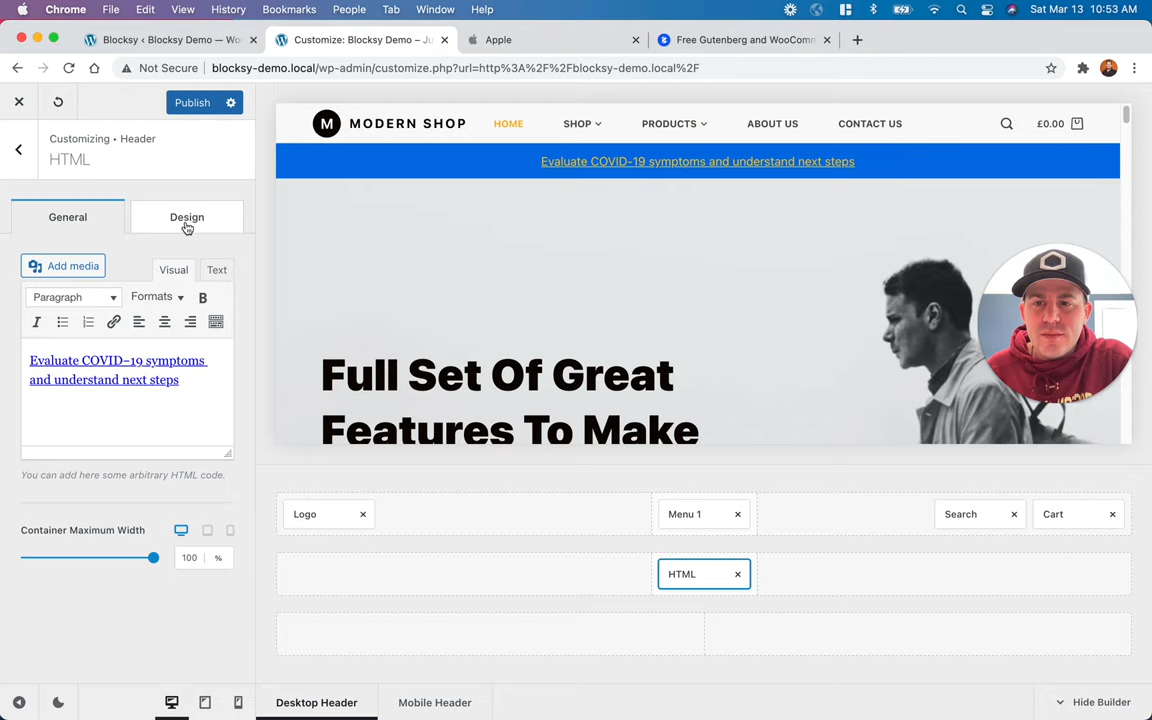 Chrome File Edit View History Bookmarks People Tab Window Help Sat Mar 13 10:53 AM
Blocksy ‹ Blocksy Demo — Wo
Customize: Blocksy Demo – Ju
Apple
Free Gutenberg and WooComm
Not Secure blocksy-demo.local/wp-admin/customize.php?url=http%3A%2F%2Fblocksy-demo.local%2F
Publish
Customizing ▸ Header
HTML
General Design
Add media Visual Text
Paragraph Formats B
I
Evaluate COVID-19 symptoms
and understand next steps
You can add here some arbitrary HTML code.
Container Maximum Width
100 %
M MODERN SHOP HOME SHOP PRODUCTS ABOUT US CONTACT US £0.00
Evaluate COVID-19 symptoms and understand next steps
Full Set Of Great
Features To Make
Logo × Menu 1 × Search × Cart ×
HTML ×
Desktop Header Mobile Header Hide Builder